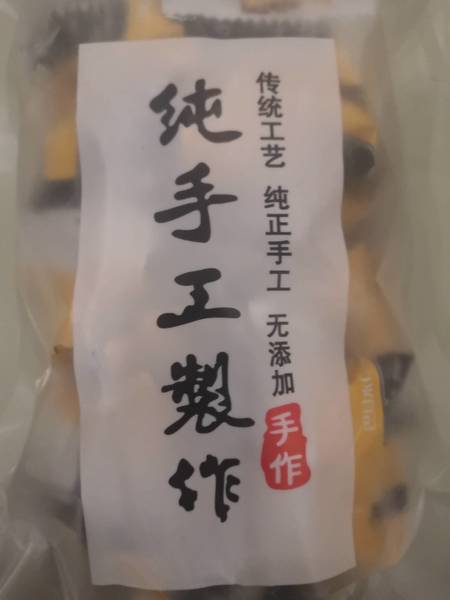 传统工艺 纯正手工 无添加
手作
纯手工製作